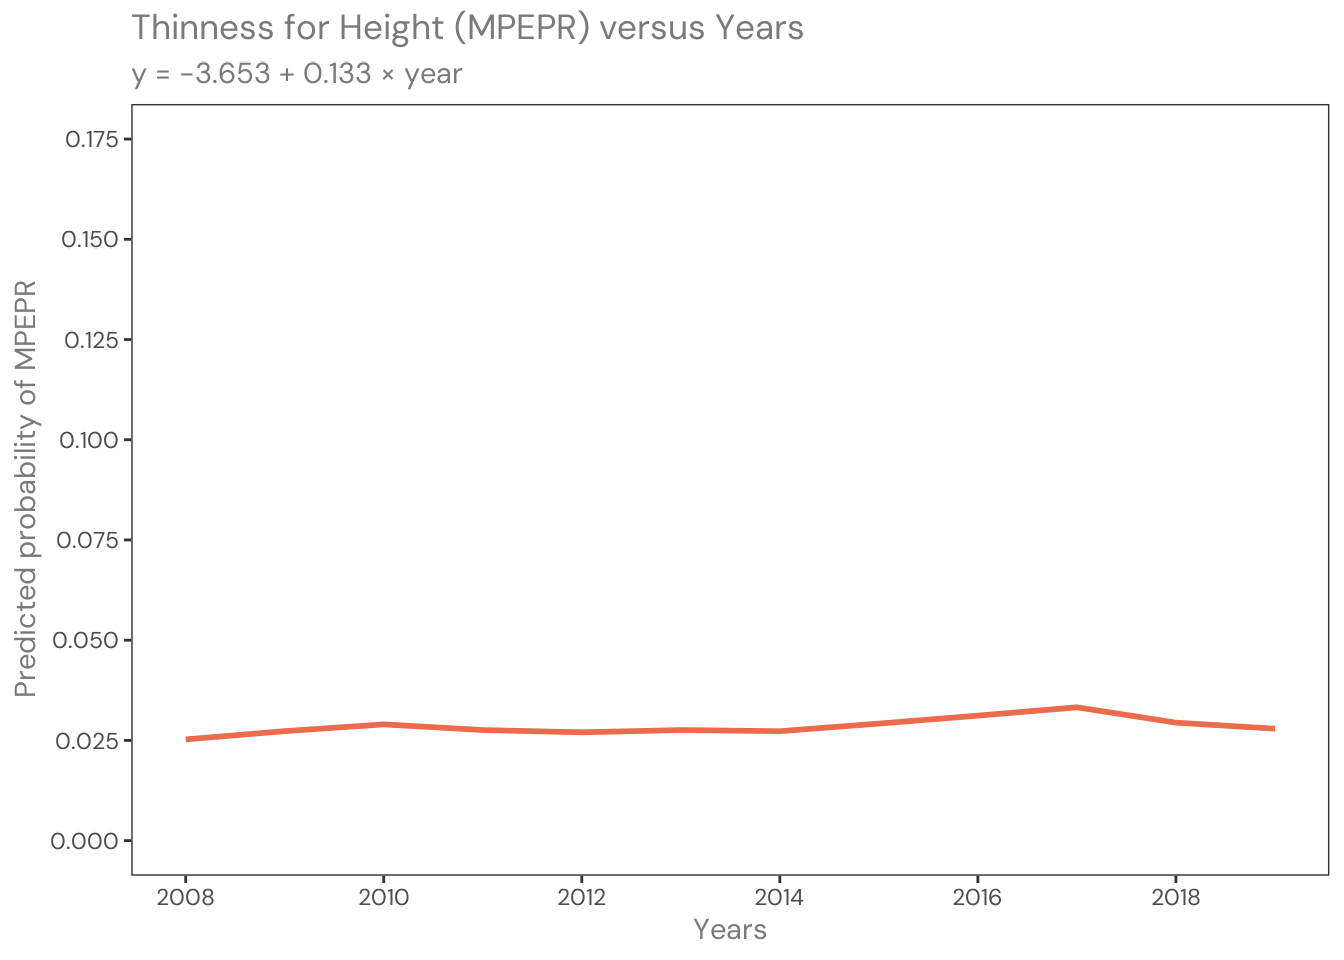 Thinness for Height (MPEPR) versus Years
y = −3.653 + 0.133 × year
Predicted probability of MPEPR
0.175
0.150
0.125
0.100
0.075
0.050
0.025
0.000
2008 2010 2012 2014 2016 2018
Years